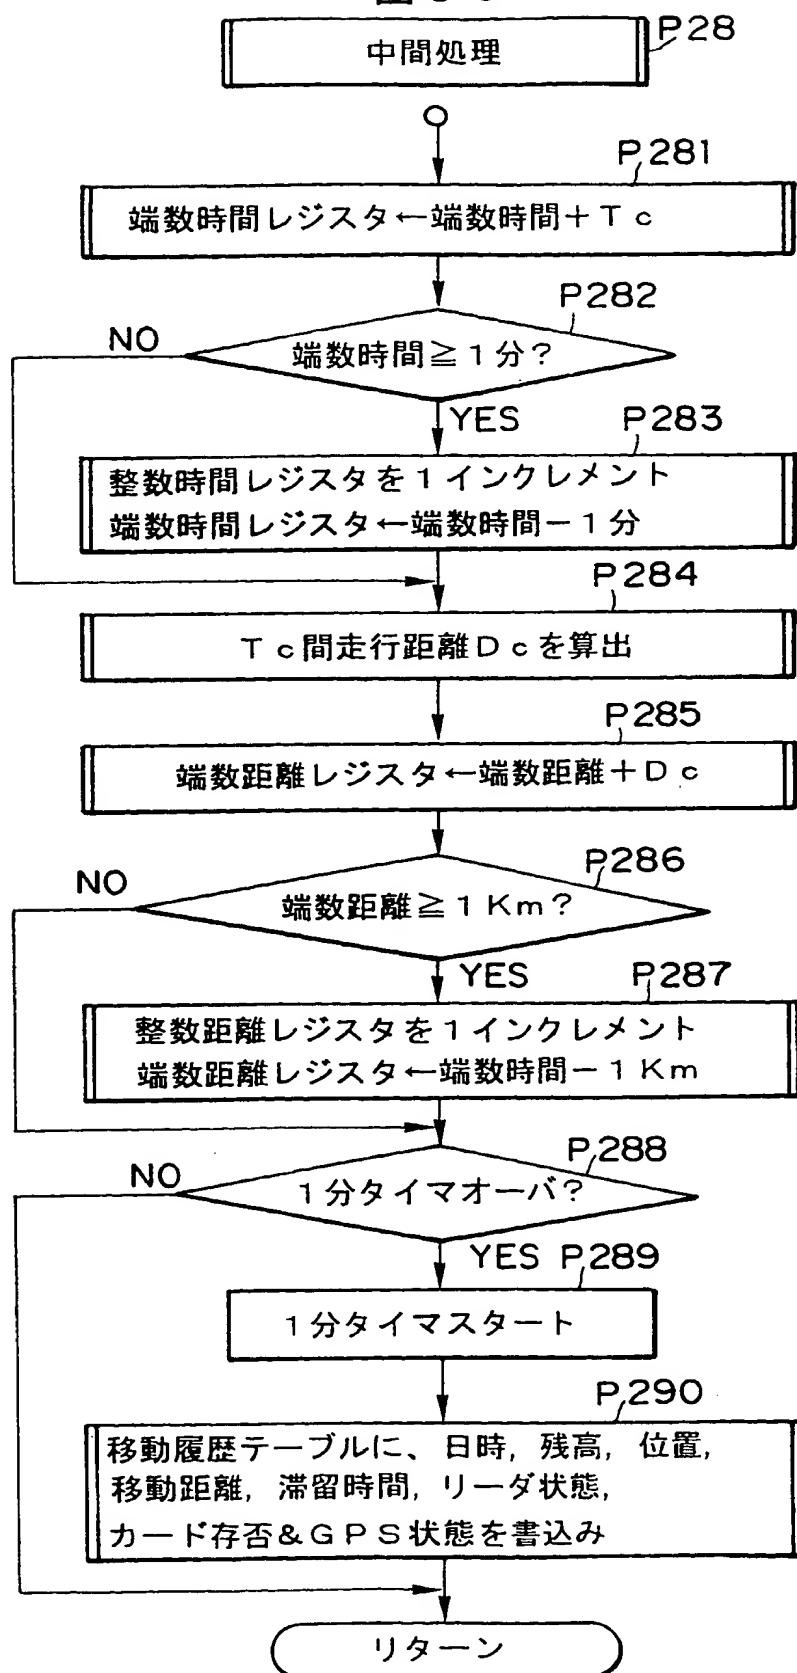 中間処理
P28
P281
端数時間レジスタ←端数時間+Tc
P282
NO
端数時間≧1分?
YES
P283
整数時間レジスタを1インクレメント
端数時間レジスタ←端数時間-1分
P284
Tc間走行距離Dcを算出
P285
端数距離レジスタ←端数距離+Dc
P286
NO
端数距離≧1Km?
YES
P287
整数距離レジスタを1インクレメント
端数距離レジスタ←端数時間-1Km
P288
NO
1分タイマオーバ?
YES
P289
1分タイマスタート
P290
移動履歴テーブルに、日時,残高,位置,
移動距離,滞留時間,リーダ状態,
カード存否&GPS状態を書込み
リターン